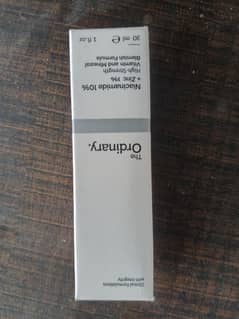 Clinical Formulations
with Integrity.
The
Ordinary.
Niacinamide 10%
+ Zinc 1%
High-Strength
Vitamin and Mineral
Blemish Formula
30 ml e 1 fl.oz